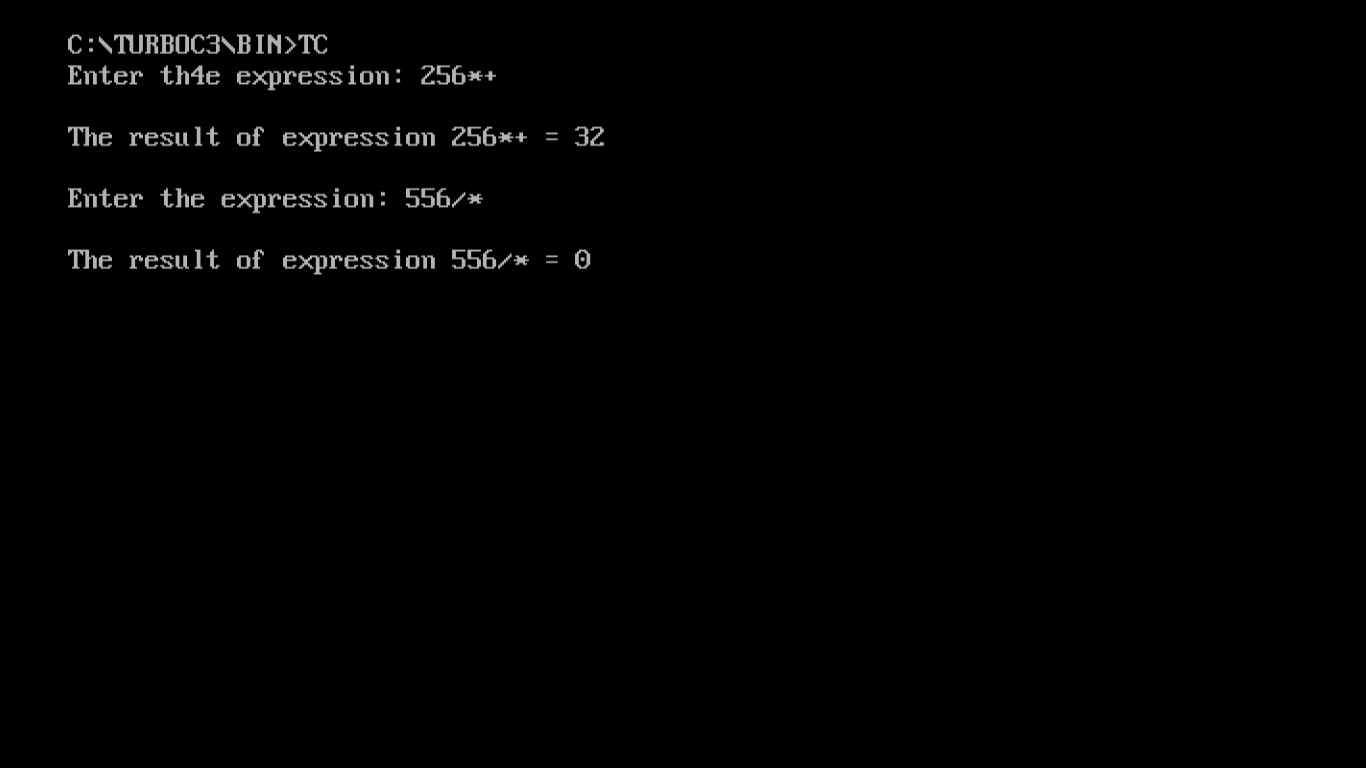 C:\TURBOC3\BIN>TC
Enter th4e expression: 256*+
The result of expression 256*+ = 32
Enter the expression: 556/*
The result of expression 556/* = 0